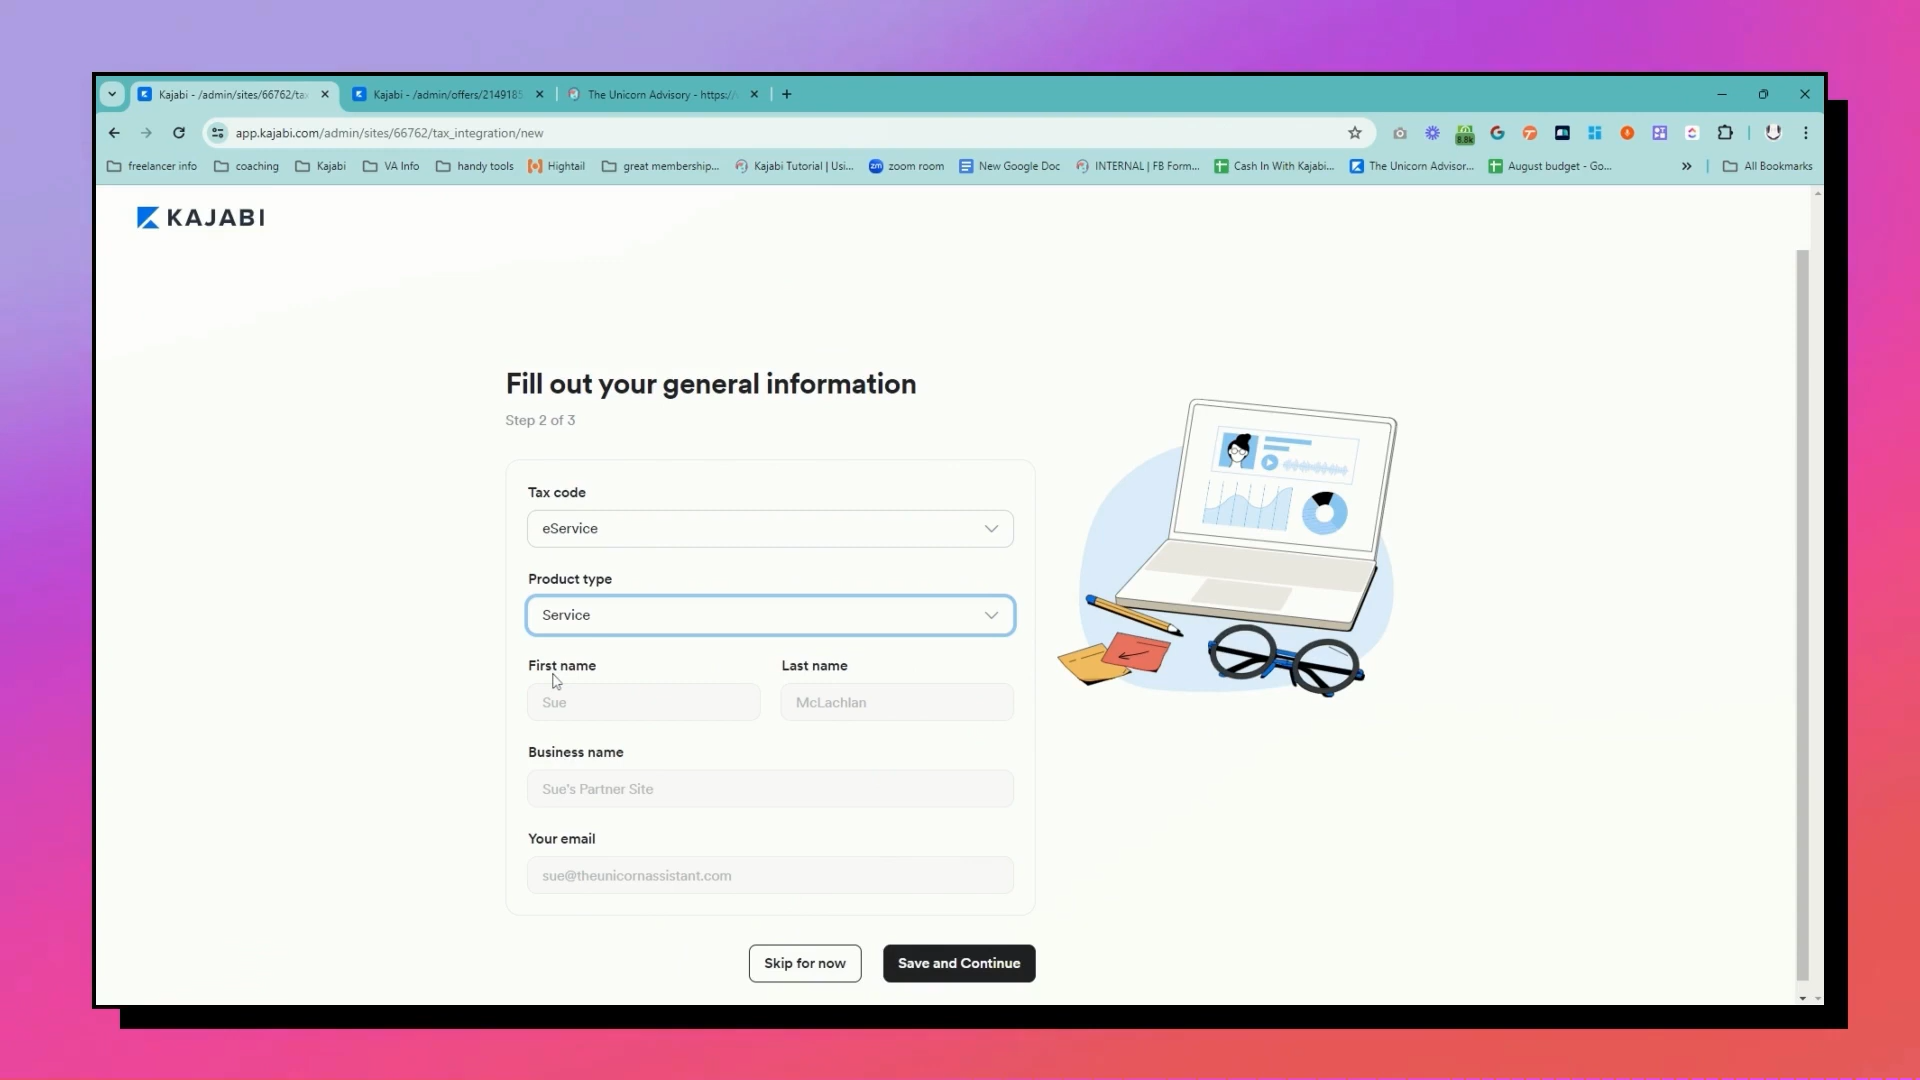 Kajabi - /admin/sites/66762/ta
Kajabi - /admin/offers/2149185
The Unicorn Advisory - https://
app.kajabi.com/admin/sites/66762/tax_integration/new
8.8k
freelancer info
coaching
Kajabi
VA Info
handy tools
Hightail
great membership...
Kajabi Tutorial | Usi...
zm
zoom room
New Google Doc
INTERNAL | FB Form...
Cash In With Kajabi...
The Unicorn Advisor...
August budget - Go...
All Bookmarks
KAJABI
Fill out your general information
Step 2 of 3
Tax code
eService
Product type
Service
First name
Last name
Sue
McLachlan
Business name
Sue's Partner Site
Your email
sue@theunicornassistant.com
Skip for now
Save and Continue